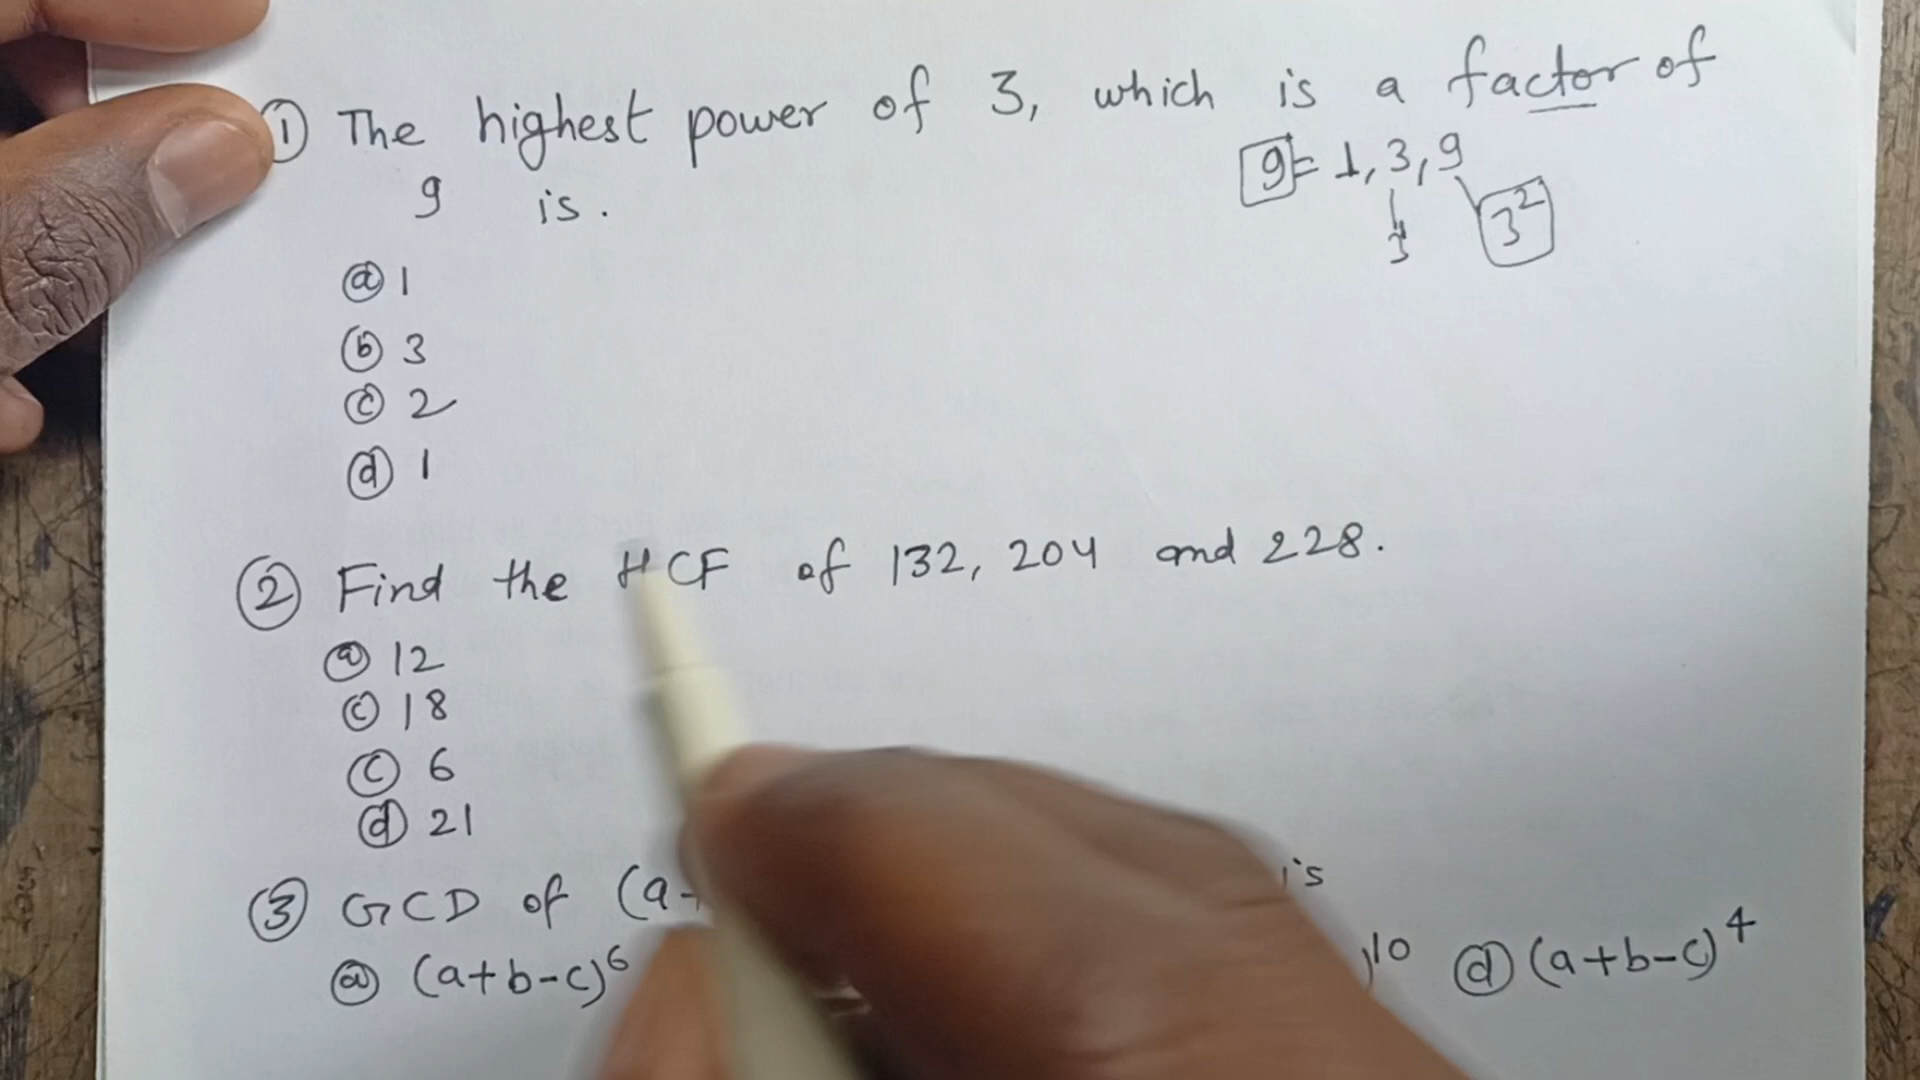 ① The highest power of 3, which is a factor of
9 is.
9 = 1, 3, 9
3 3²
ⓐ 1
ⓑ 3
ⓒ 2
ⓓ 1
② Find the HCF of 132, 204 and 228.
ⓐ 12
ⓒ 18
ⓒ 6
ⓓ 21
③ GCD of (a+ is
ⓐ (a+b-c)⁶ )¹⁰ ⓓ (a+b-c)⁴